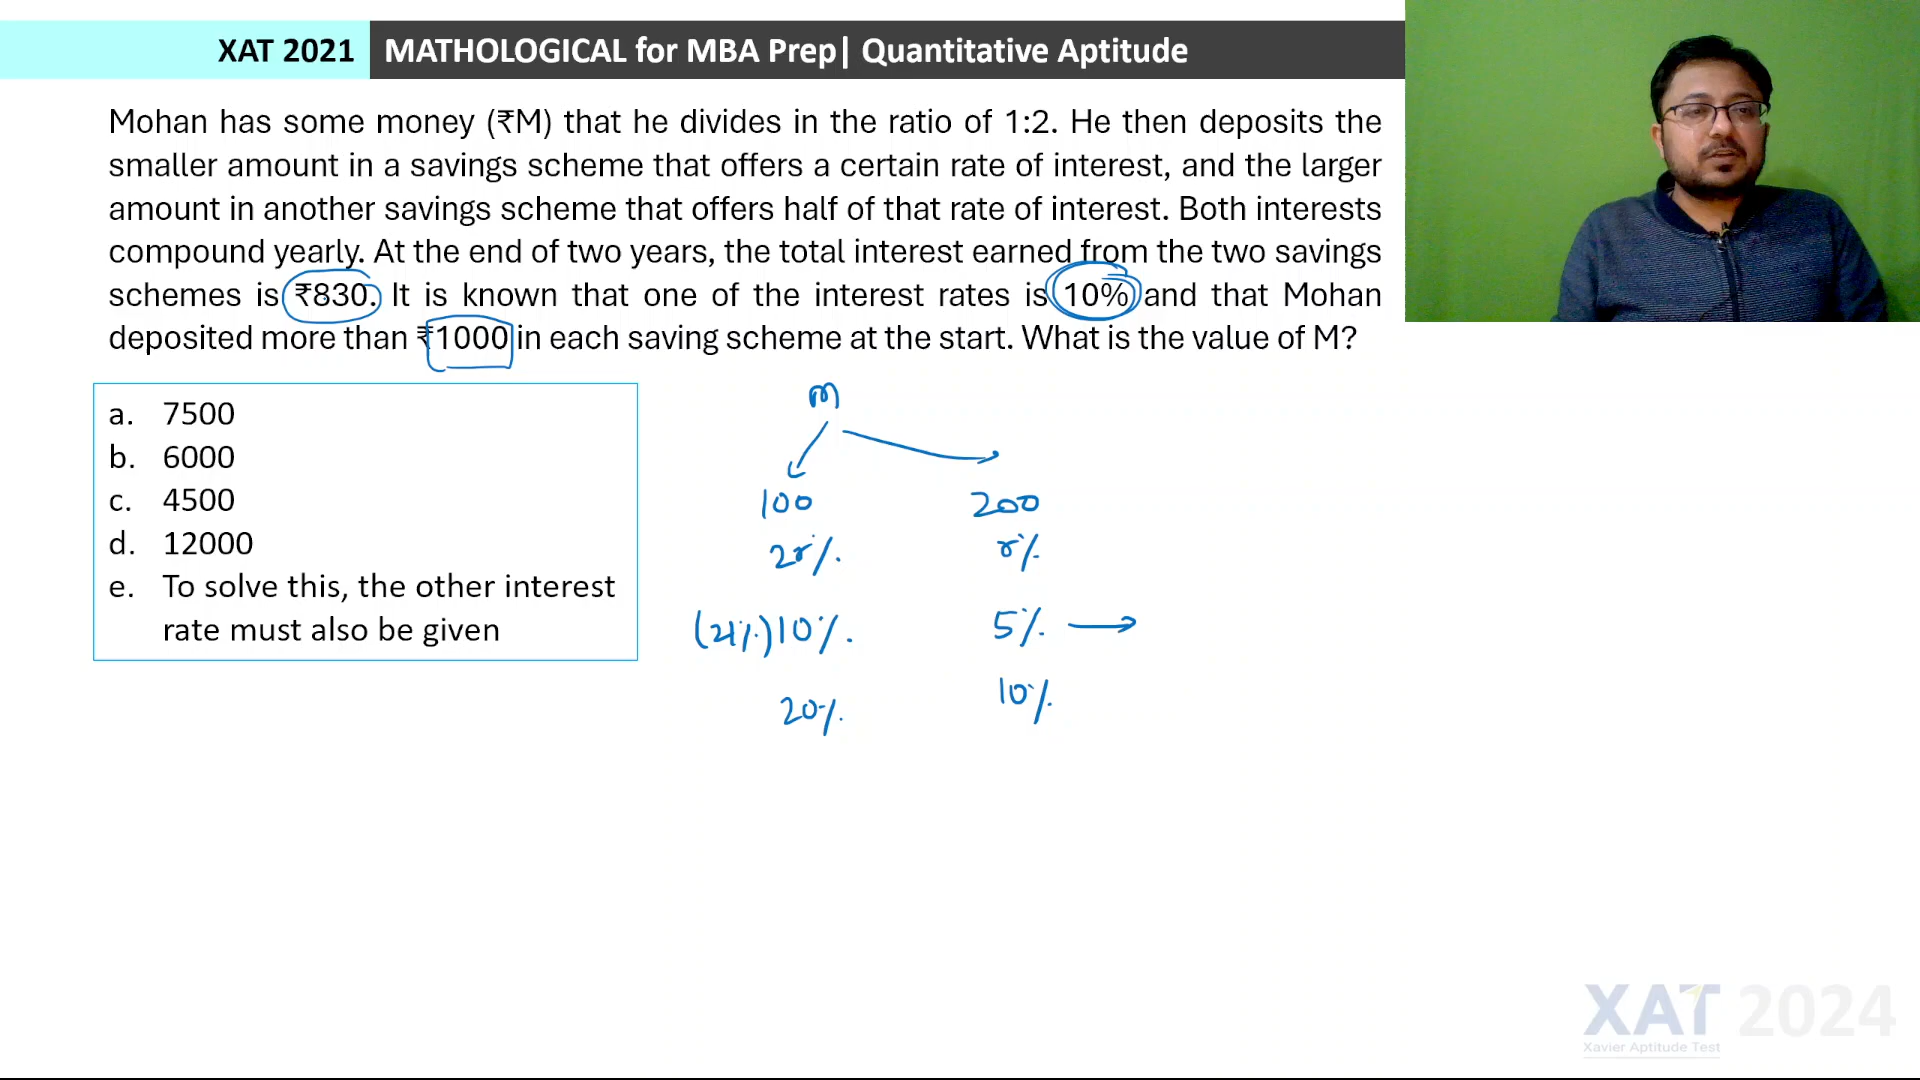 XAT 2021
MATHOLOGICAL for MBA Prep| Quantitative Aptitude
Mohan has some money (₹M) that he divides in the ratio of 1:2. He then deposits the
smaller amount in a savings scheme that offers a certain rate of interest, and the larger
amount in another savings scheme that offers half of that rate of interest. Both interests
compound yearly. At the end of two years, the total interest earned from the two savings
schemes is ₹830. It is known that one of the interest rates is 10% and that Mohan
deposited more than ₹1000 in each saving scheme at the start. What is the value of M?
a. 7500
b. 6000
c. 4500
d. 12000
e. To solve this, the other interest
rate must also be given
M
100 200
2r% r%
(21%)10% 5% →
20% 10%
XAT 2024
Xavier Aptitude Test